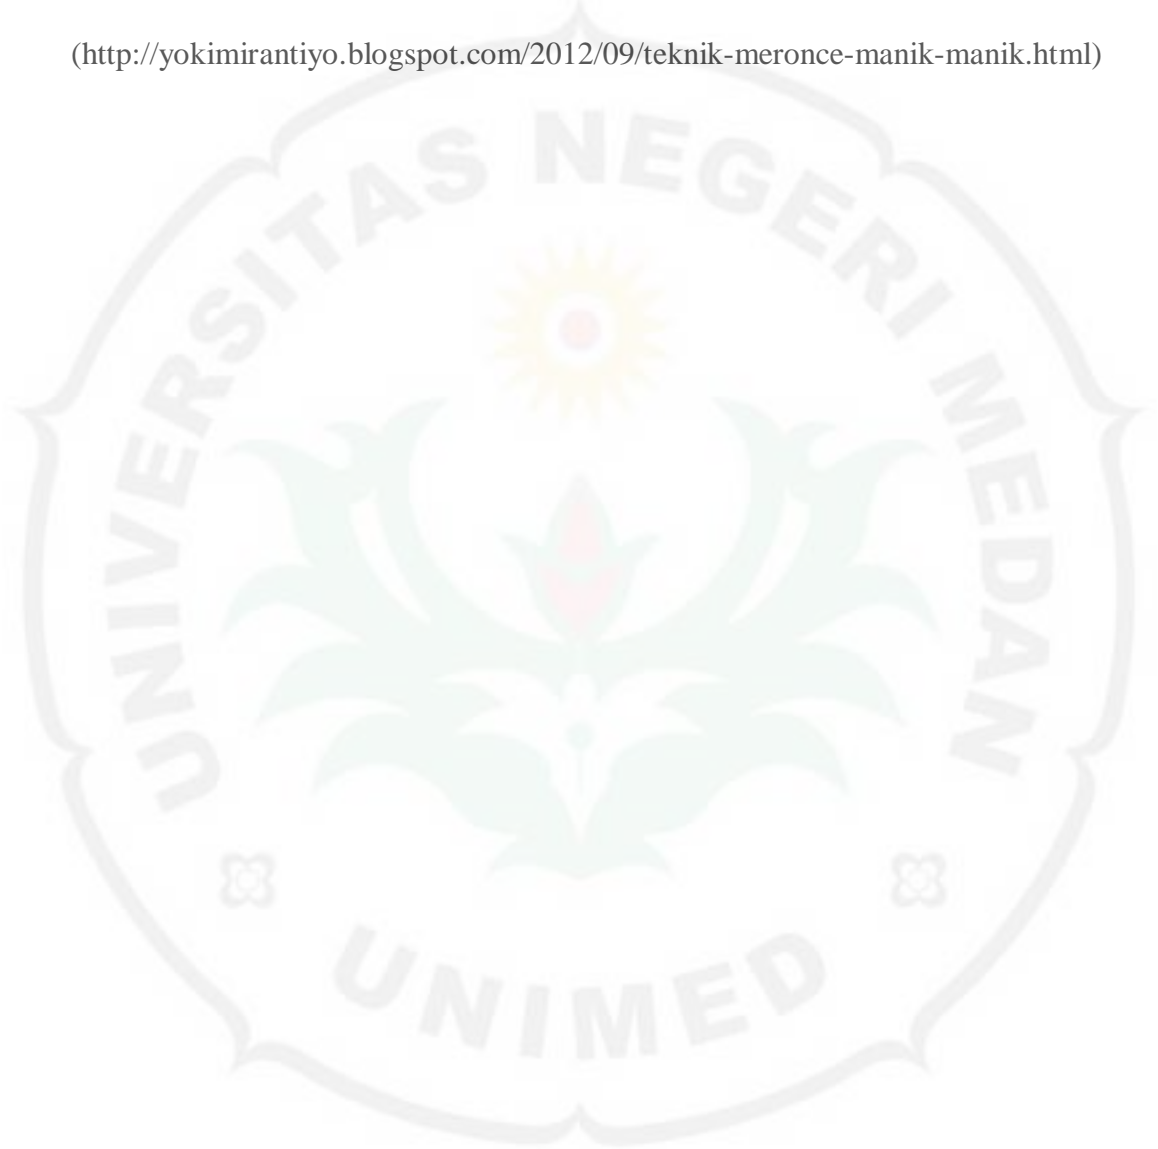 (http://yokimirantiyo.blogspot.com/2012/09/teknik-meronce-manik-manik.html)
UNIVERSITAS NEGERI MEDAN
UNIMED